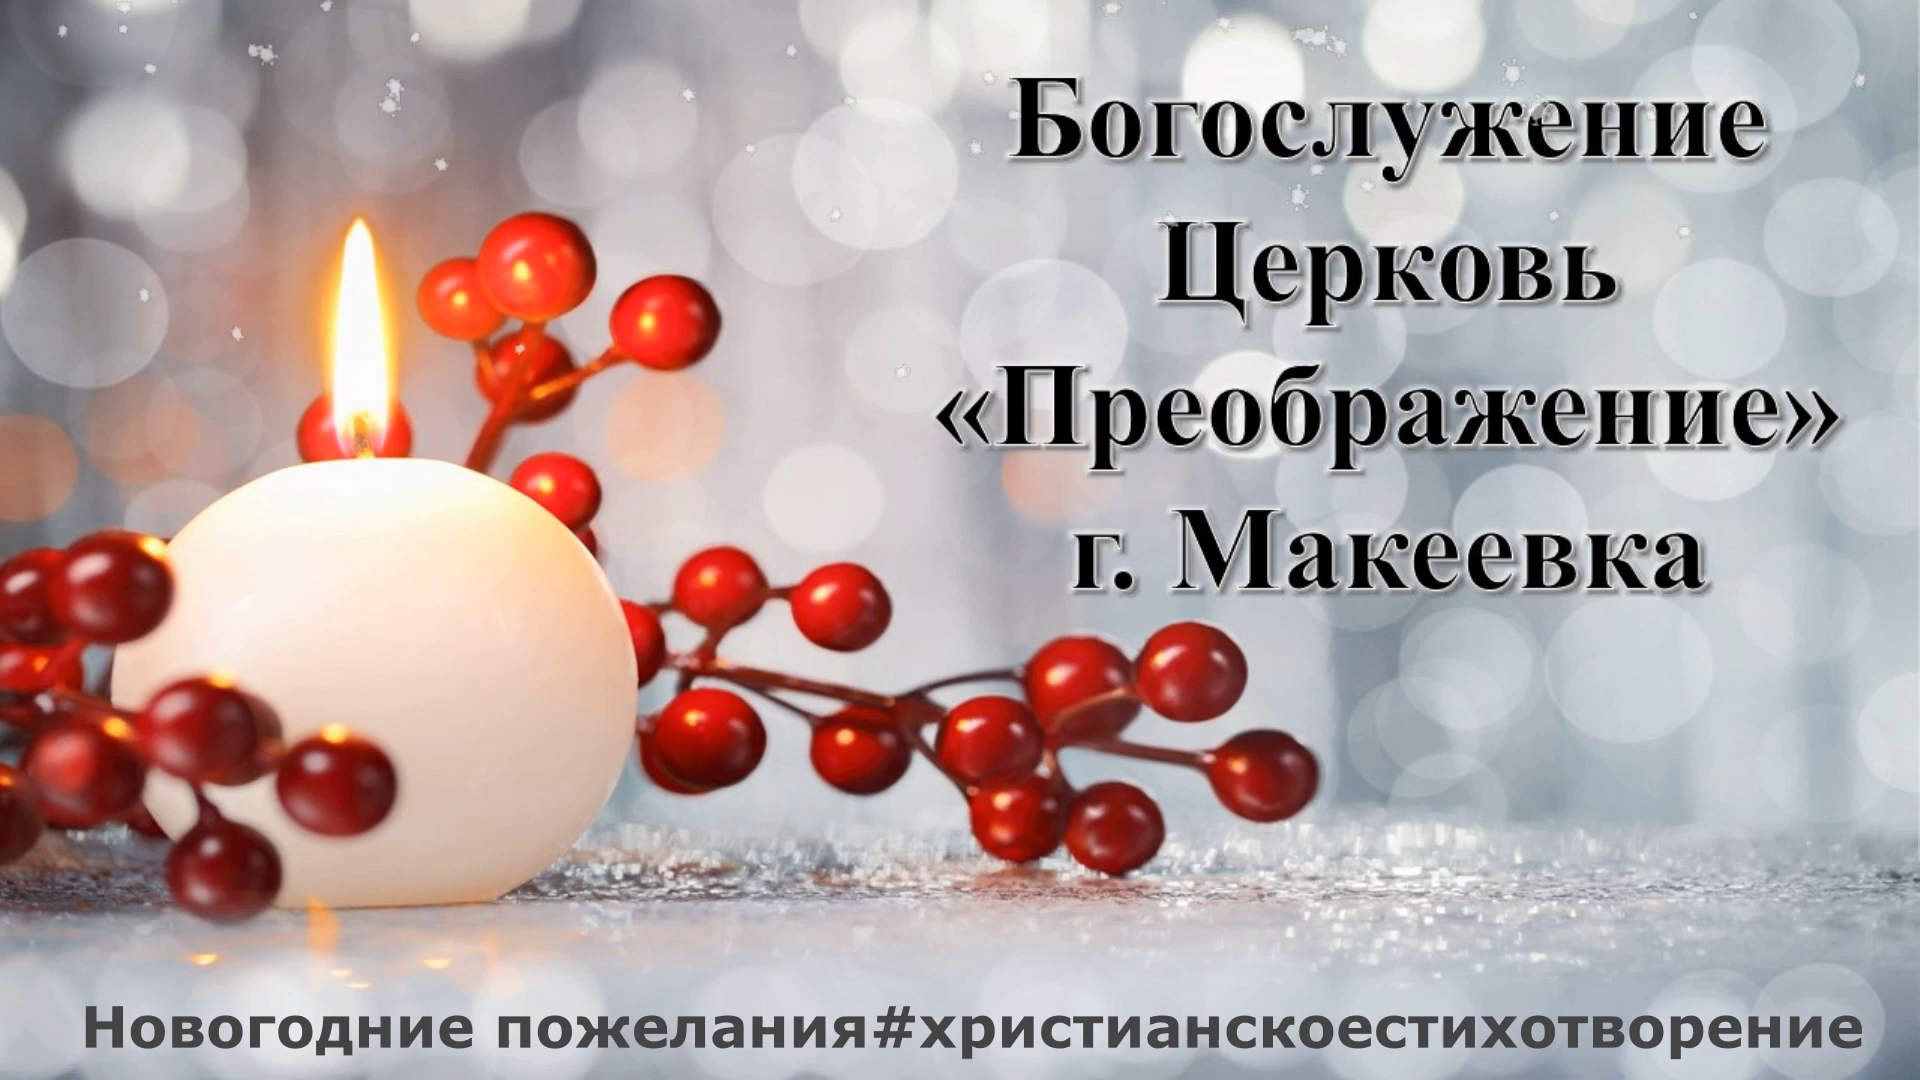 Богослужение
Церковь
«Преображение»
г. Макеевка
Новогодние пожелания#христианскоестихотворение